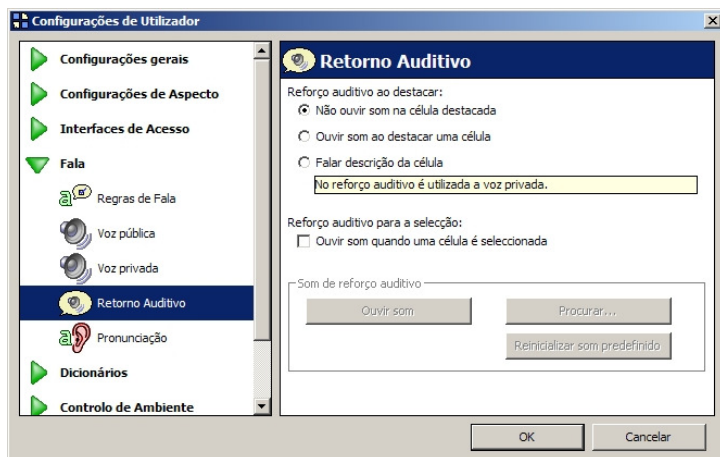 Configurações de Utilizador
Configurações gerais
Configurações de Aspecto
Interfaces de Acesso
Fala
Regras de Fala
Voz pública
Voz privada
Retorno Auditivo
Pronunciação
Dicionários
Controlo de Ambiente
Retorno Auditivo
Reforço auditivo ao destacar:
Não ouvir som na célula destacada
Ouvir som ao destacar uma célula
Falar descrição da célula
No reforço auditivo é utilizada a voz privada.
Reforço auditivo para a selecção:
Ouvir som quando uma célula é seleccionada
Som de reforço auditivo
Ouvir som
Procurar...
Reinicializar som predefinido
OK
Cancelar